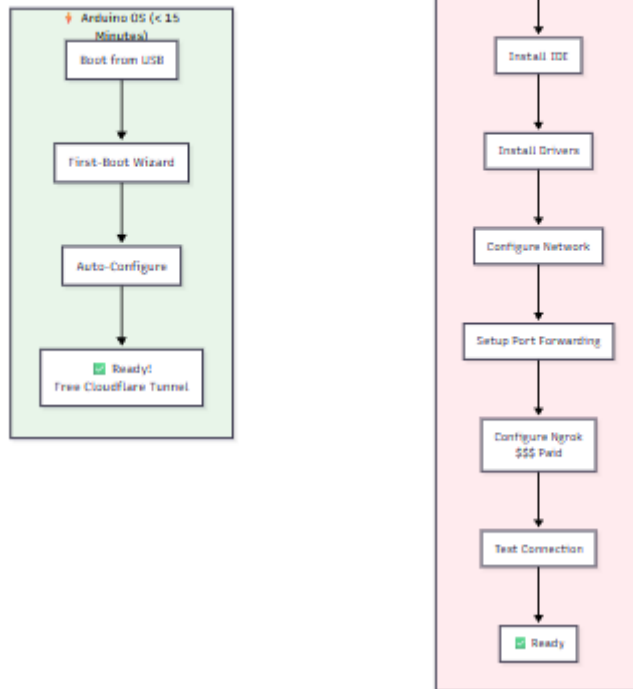 ⚡ Arduino OS (< 15
Minutes)
Boot from USB
First-Boot Wizard
Auto-Configure
✅ Ready!
Free Cloudflare Tunnel
Install IDE
Install Drivers
Configure Network
Setup Port Forwarding
Configure Ngrok
$$$ Paid
Test Connection
✅ Ready